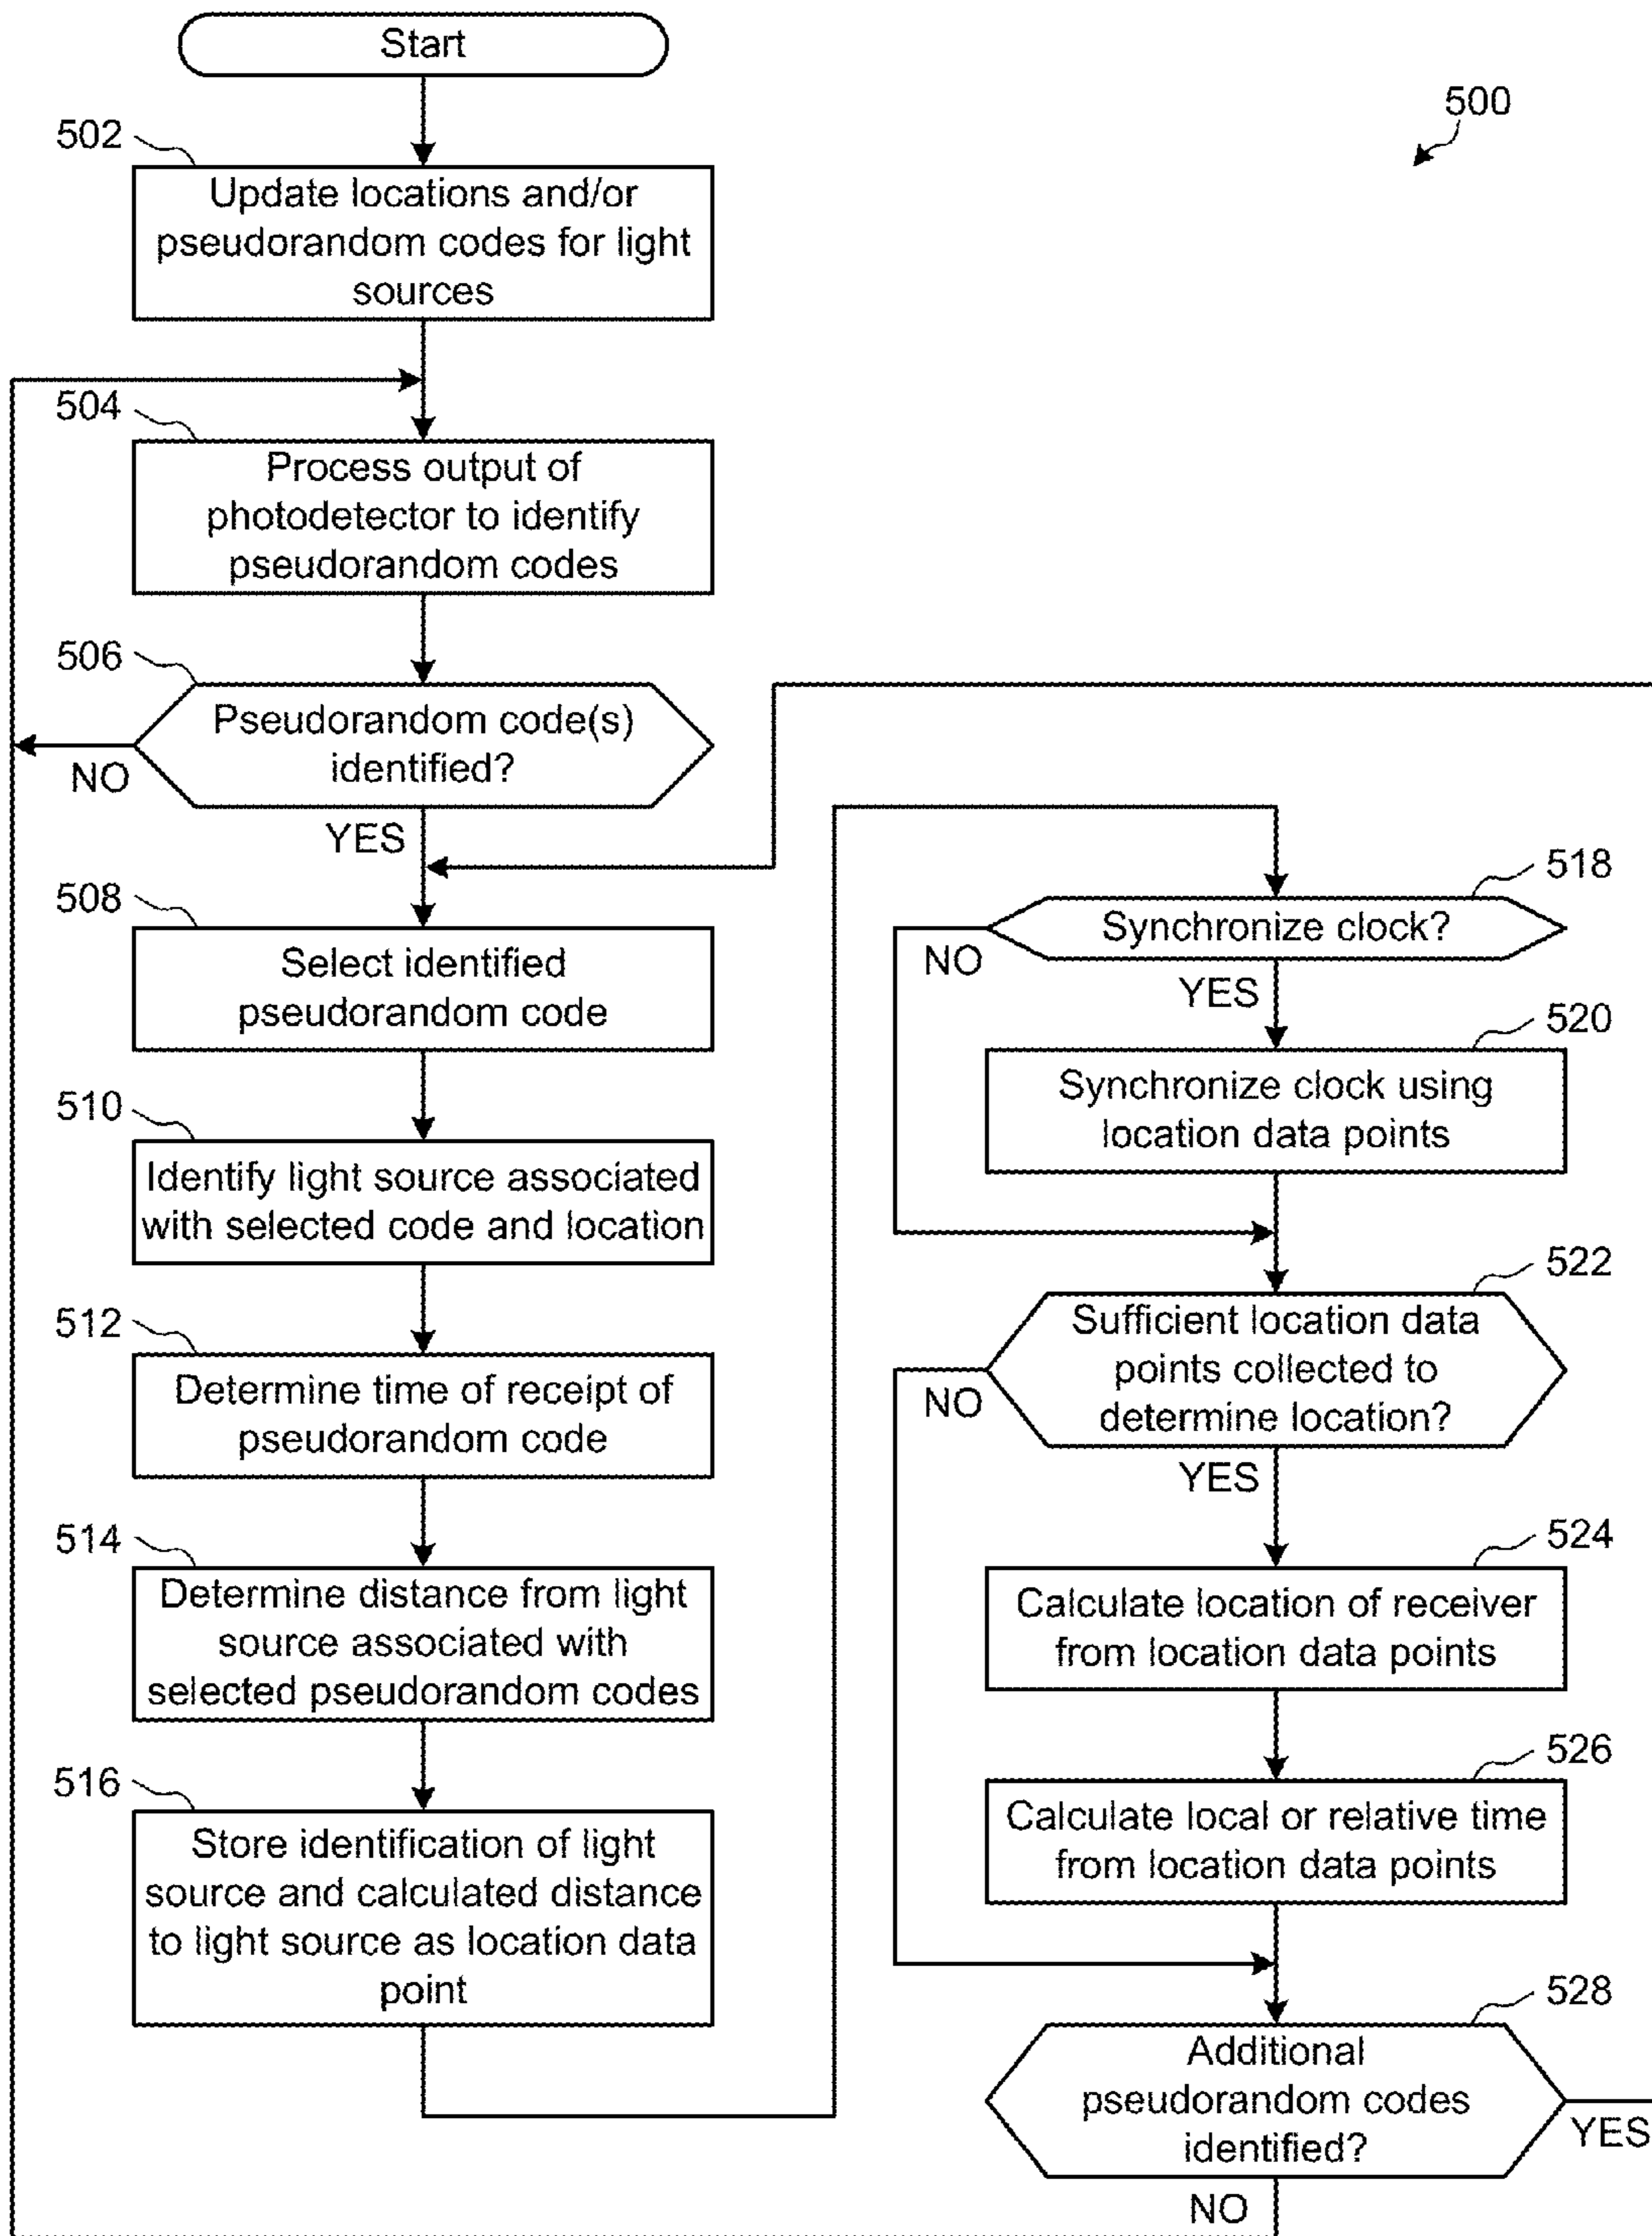 Start
500
502
Update locations and/or
pseudorandom codes for light
sources
504
Process output of
photodetector to identify
pseudorandom codes
506
Pseudorandom code(s)
identified?
NO
YES
508
Select identified
pseudorandom code
510
Identify light source associated
with selected code and location
512
Determine time of receipt of
pseudorandom code
514
Determine distance from light
source associated with
selected pseudorandom codes
516
Store identification of light
source and calculated distance
to light source as location data
point
518
Synchronize clock?
NO
YES
520
Synchronize clock using
location data points
522
Sufficient location data
points collected to
determine location?
NO
YES
524
Calculate location of receiver
from location data points
526
Calculate local or relative time
from location data points
528
Additional
pseudorandom codes
identified?
YES
NO